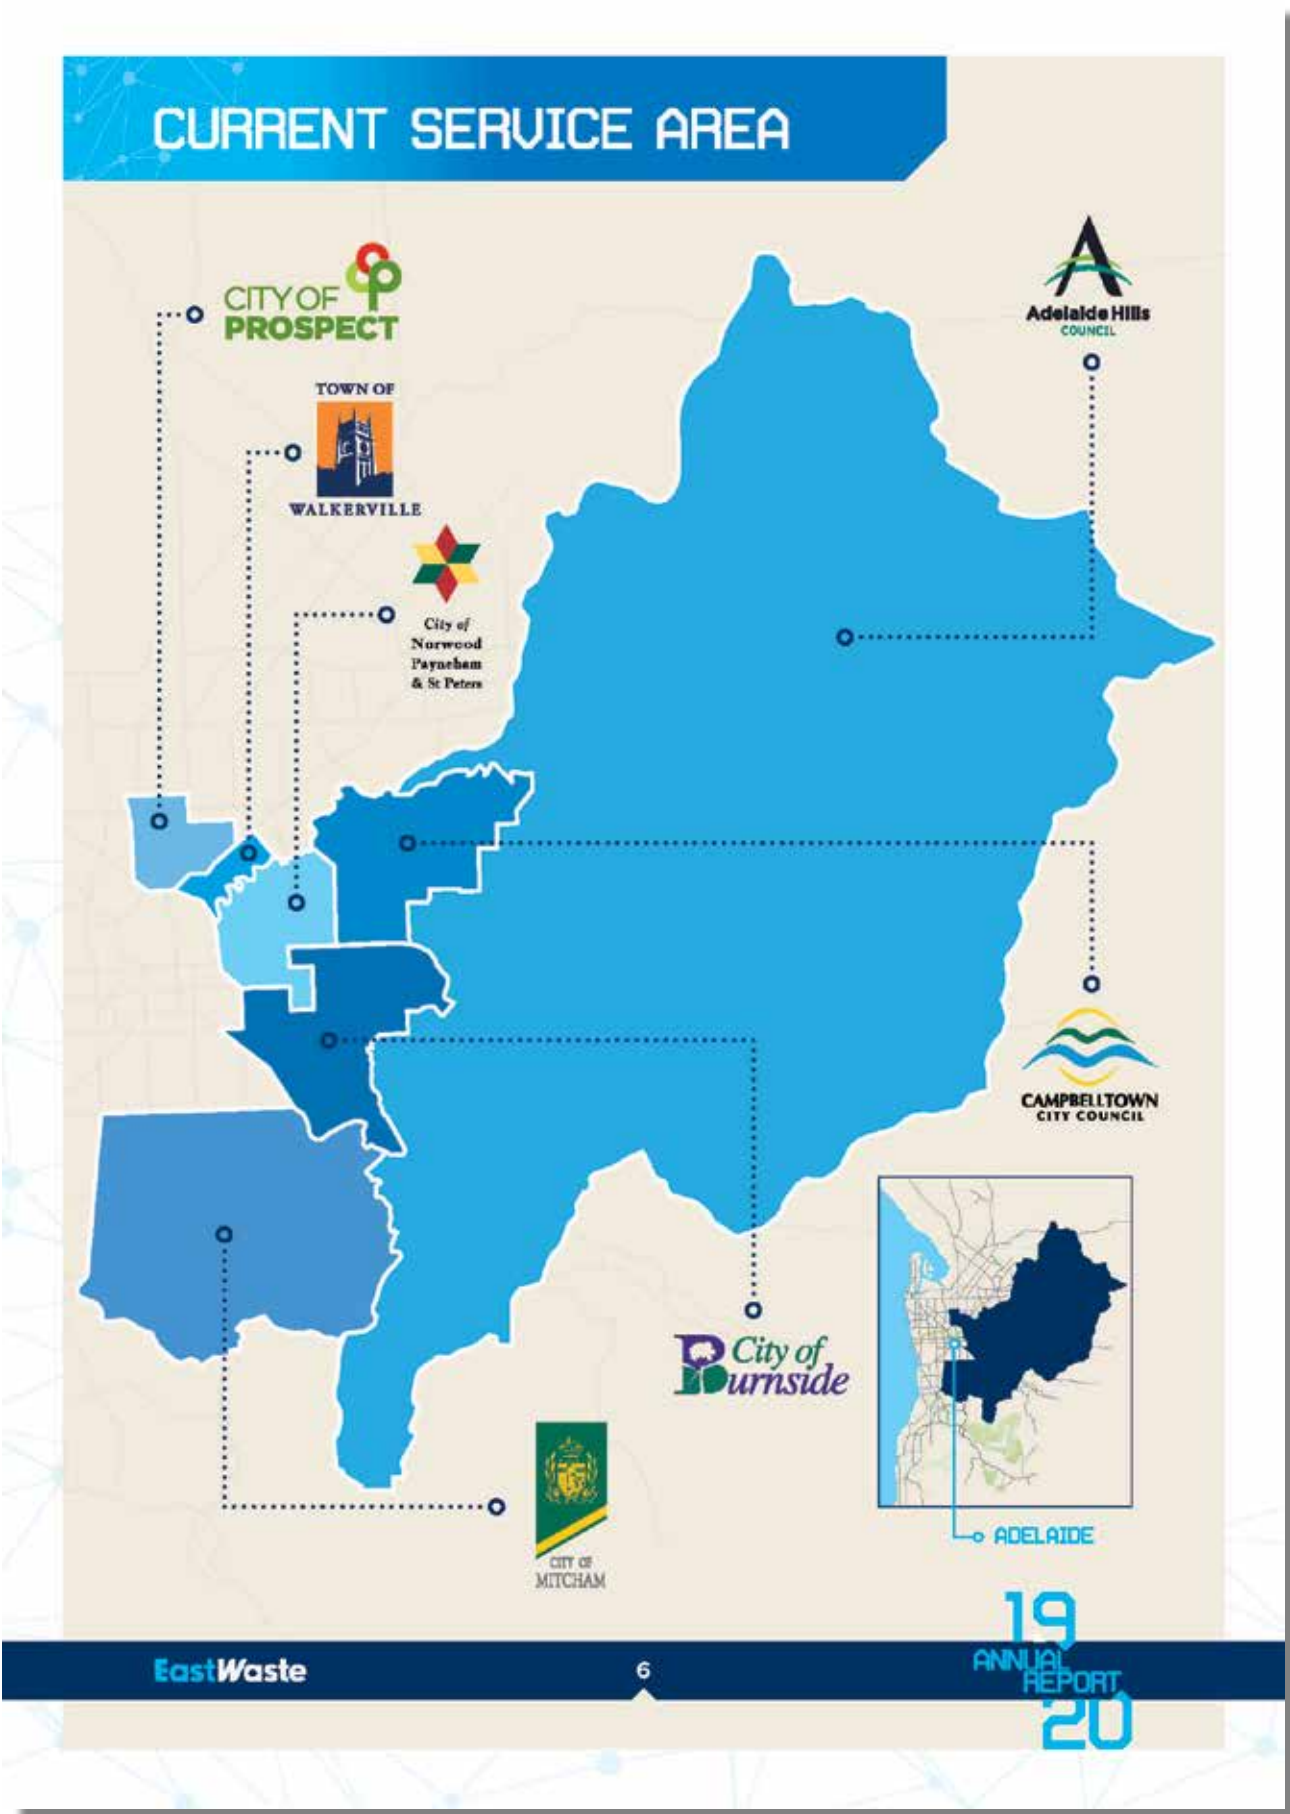 CURRENT SERVICE AREA
CITY OF
PROSPECT
Adelaide Hills
COUNCIL
TOWN OF
WALKERVILLE
City of
Norwood
Payneham
& St Peters
CAMPBELLTOWN
CITY COUNCIL
City of
Burnside
CITY OF
MITCHAM
ADELAIDE
EastWaste
6
19
ANNUAL
REPORT
20